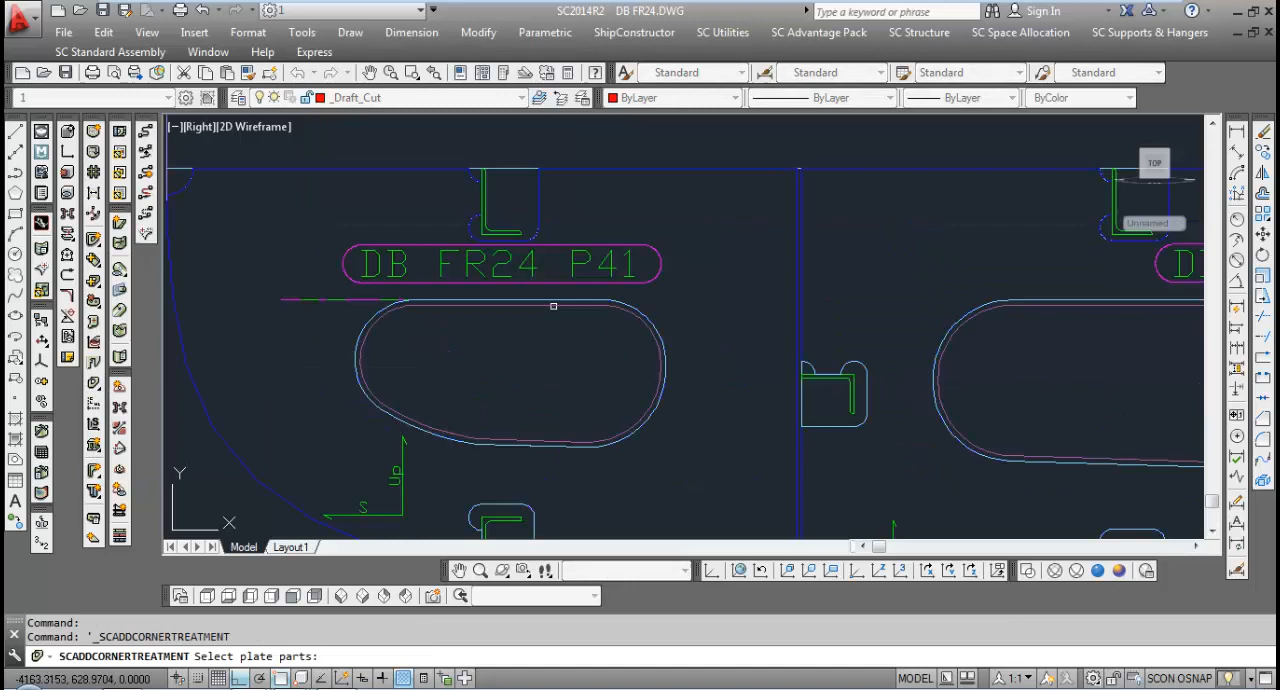 1
SC2014R2 DB FR24.DWG
Type a keyword or phrase
Sign In
File Edit View Insert Format Tools Draw Dimension Modify Parametric ShipConstructor SC Utilities SC Advantage Pack SC Structure SC Space Allocation SC Supports & Hangers
SC Standard Assembly Window Help Express
Standard Standard Standard Standard
1 _Draft_Cut ByLayer ByLayer ByLayer ByColor
[−][Right][2D Wireframe]
TOP
Unnamed
DB FR24 P41
UP
S
Y
X
Model Layout1
Command:
Command: '_SCADDCORNERTREATMENT
SCADDCORNERTREATMENT Select plate parts:
-4163.3153, 628.9704, 0.0000
MODEL
1:1
SCON OSNAP